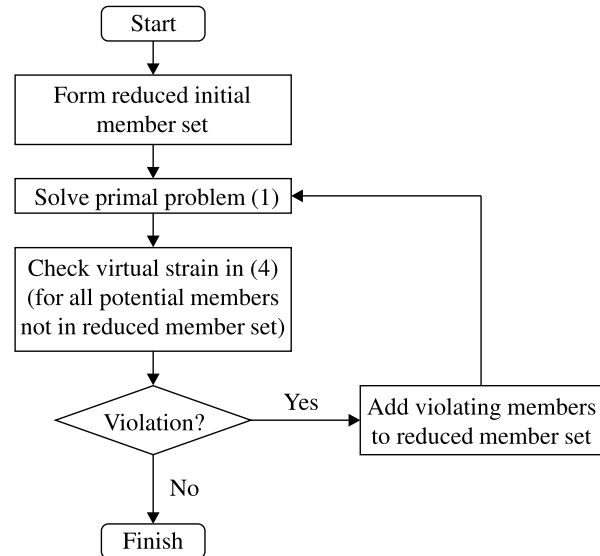 Start
Form reduced initial
member set
Solve primal problem (1)
Check virtual strain in (4)
(for all potential members
not in reduced member set)
Violation?
Yes
Add violating members
to reduced member set
No
Finish